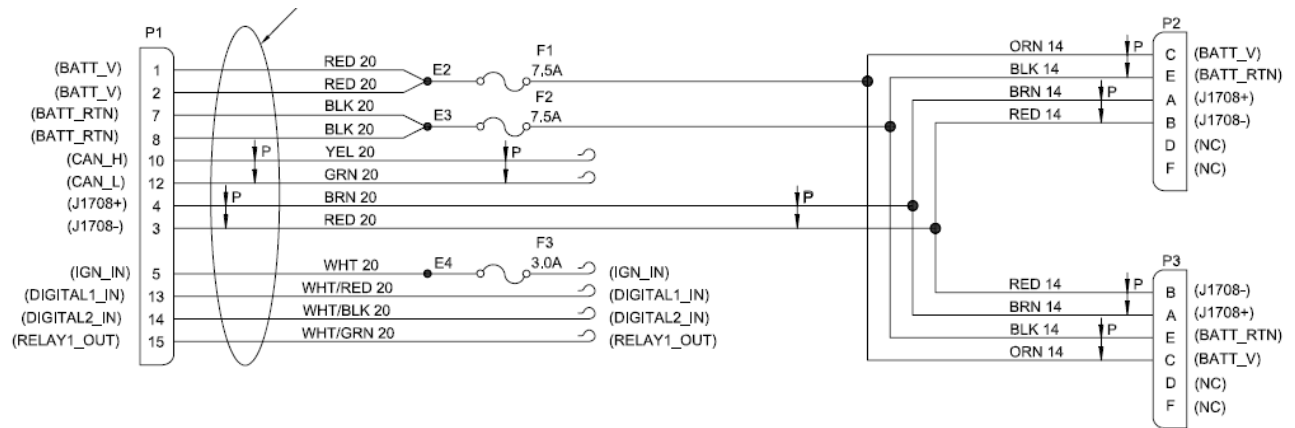 P1
(BATT_V) 1 RED 20 E2 F1 7,5A
(BATT_V) 2 RED 20
(BATT_RTN) 7 BLK 20 E3 F2 7.5A
(BATT_RTN) 8 BLK 20
(CAN_H) 10 P YEL 20 P
(CAN_L) 12 GRN 20
(J1708+) 4 P BRN 20 P
(J1708-) 3 RED 20
(IGN_IN) 5 WHT 20 E4 F3 3.0A (IGN_IN)
(DIGITAL1_IN) 13 WHT/RED 20 (DIGITAL1_IN)
(DIGITAL2_IN) 14 WHT/BLK 20 (DIGITAL2_IN)
(RELAY1_OUT) 15 WHT/GRN 20 (RELAY1_OUT)
P2
ORN 14 P C (BATT_V)
BLK 14 E (BATT_RTN)
BRN 14 P A (J1708+)
RED 14 B (J1708-)
D (NC)
F (NC)
P3
RED 14 P B (J1708-)
BRN 14 A (J1708+)
BLK 14 P E (BATT_RTN)
ORN 14 C (BATT_V)
D (NC)
F (NC)